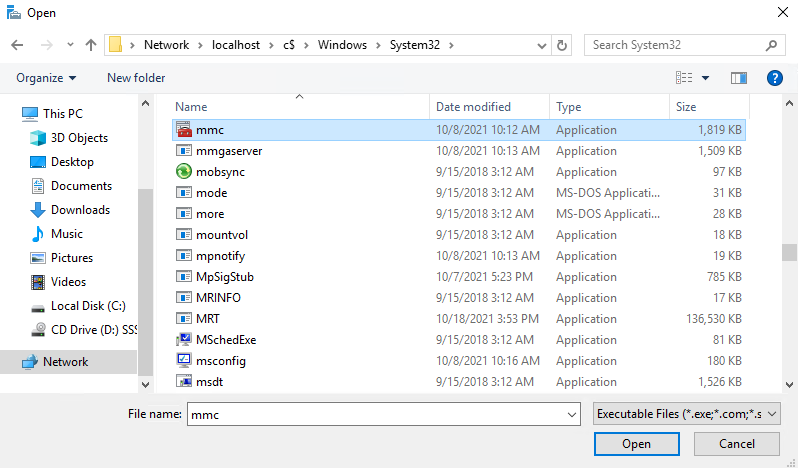 Open
Network > localhost > c$ > Windows > System32 >
Search System32
Organize
New folder
Name Date modified Type Size
This PC
3D Objects
Desktop
Documents
Downloads
Music
Pictures
Videos
Local Disk (C:)
CD Drive (D:) SSS
Network
mmc 10/8/2021 10:12 AM Application 1,819 KB
mmgaserver 10/8/2021 10:13 AM Application 1,509 KB
mobsync 9/15/2018 3:12 AM Application 97 KB
mode 9/15/2018 3:12 AM MS-DOS Applicati... 31 KB
more 9/15/2018 3:12 AM MS-DOS Applicati... 28 KB
mountvol 9/15/2018 3:12 AM Application 18 KB
mpnotify 10/8/2021 10:13 AM Application 19 KB
MpSigStub 10/7/2021 5:23 PM Application 785 KB
MRINFO 9/15/2018 3:12 AM Application 17 KB
MRT 10/18/2021 3:53 PM Application 136,530 KB
MSchedExe 9/15/2018 3:12 AM Application 81 KB
msconfig 10/8/2021 10:16 AM Application 180 KB
msdt 9/15/2018 3:12 AM Application 1,526 KB
File name: mmc
Executable Files (*.exe;*.com;*.s
Open
Cancel